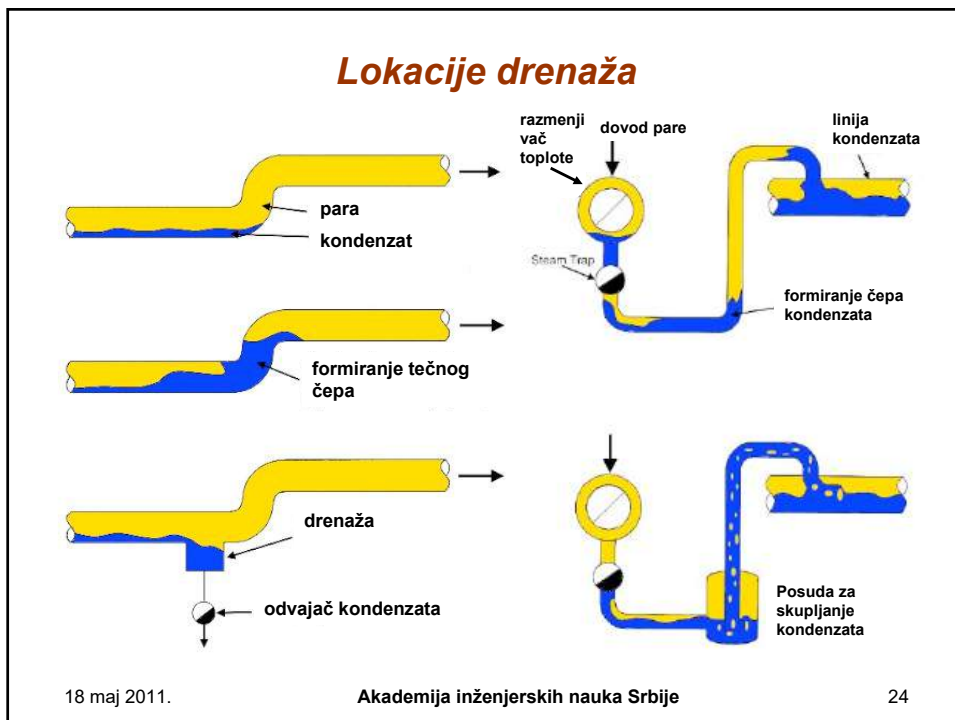 Lokacije drenaža
para
kondenzat
formiranje tečnog
čepa
drenaža
odvajač kondenzata
razmenji
vač
toplote
dovod pare
linija
kondenzata
Steam Trap
formiranje čepa
kondenzata
Posuda za
skupljanje
kondenzata
18 maj 2011.
Akademija inženjerskih nauka Srbije
24